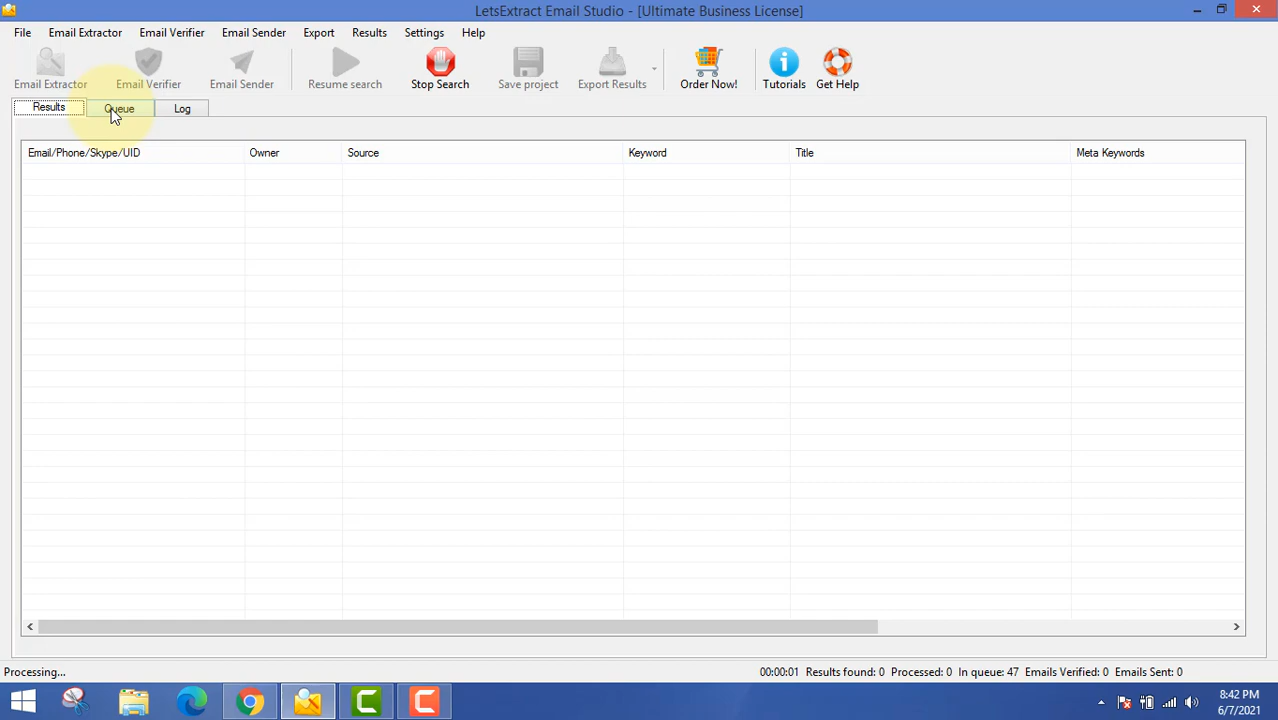 LetsExtract Email Studio - [Ultimate Business License]
File Email Extractor Email Verifier Email Sender Export Results Settings Help
Email Extractor Email Verifier Email Sender Resume search Stop Search Save project Export Results Order Now! Tutorials Get Help
Results Queue Log
Email/Phone/Skype/UID Owner Source Keyword Title Meta Keywords
Processing... 00:00:01 Results found: 0 Processed: 0 In queue: 47 Emails Verified: 0 Emails Sent: 0
8:42 PM
6/7/2021